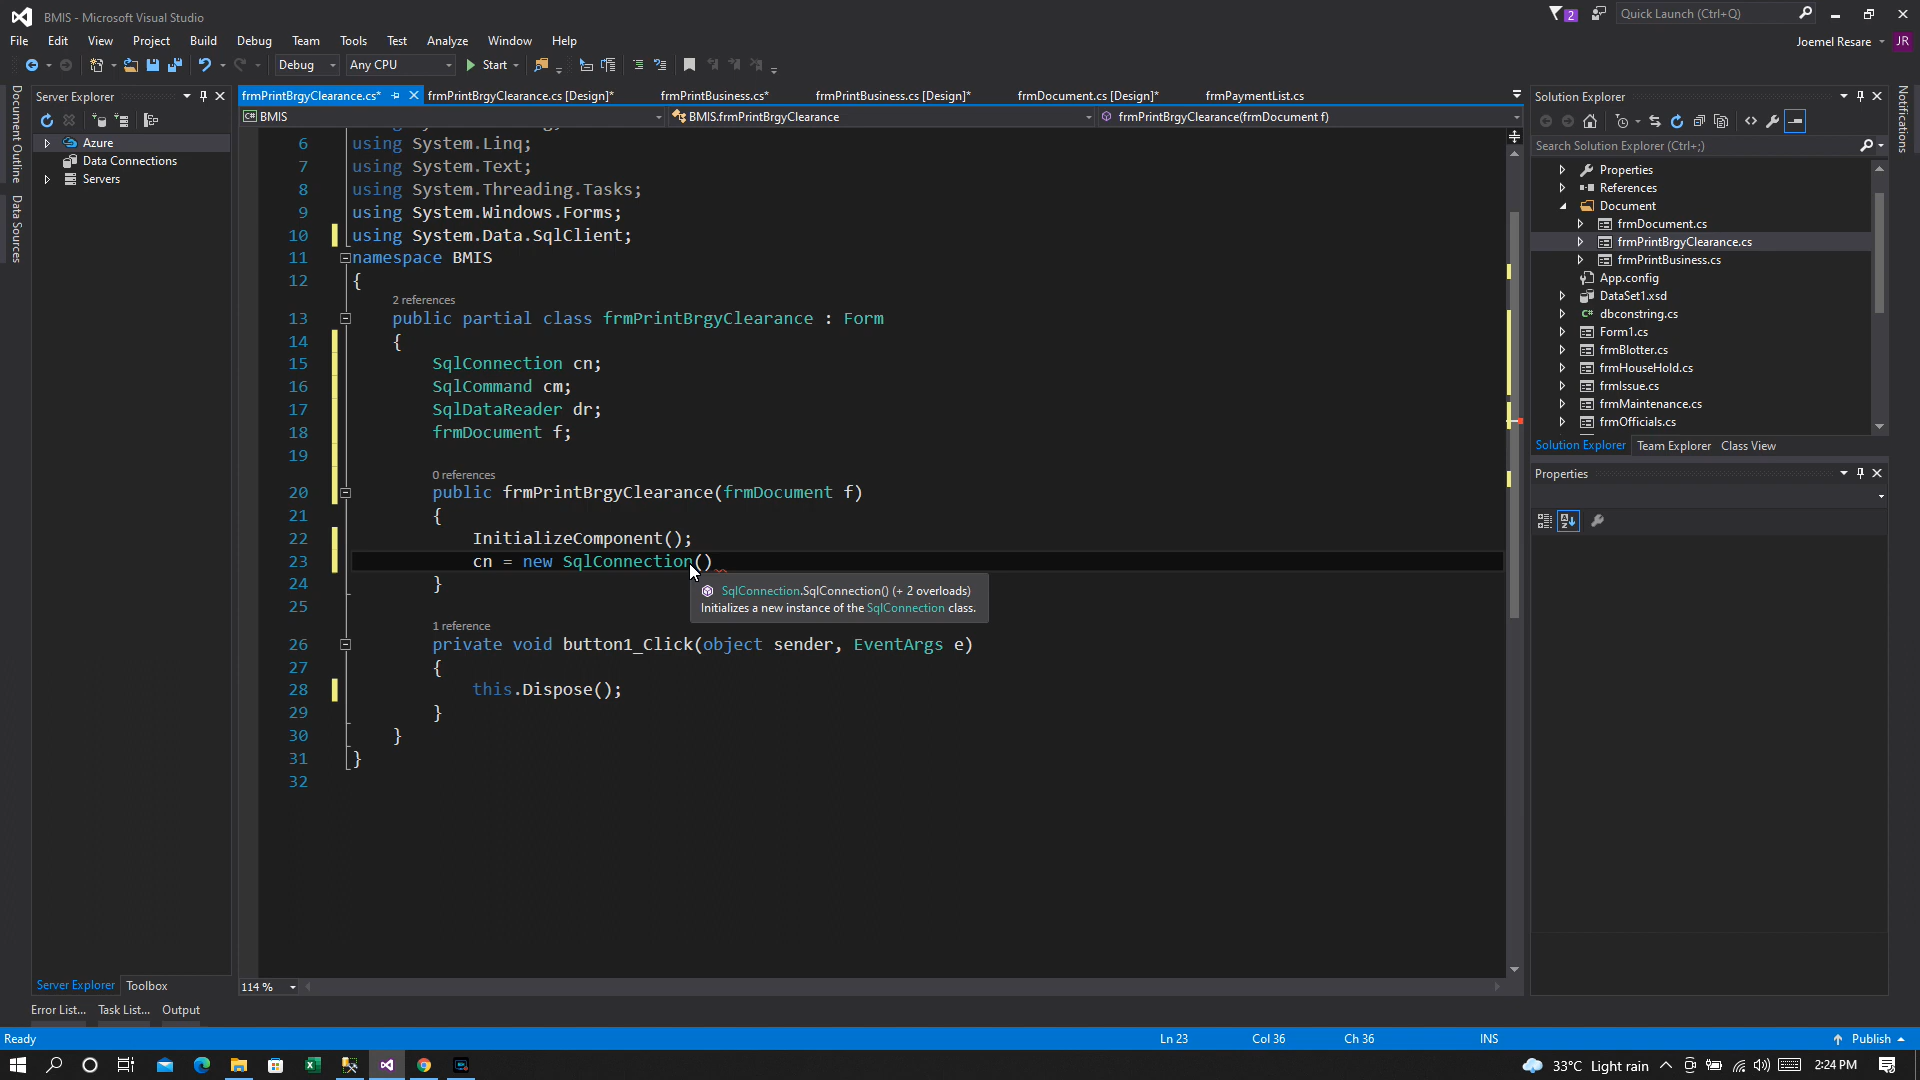 BMIS - Microsoft Visual Studio
2
Quick Launch (Ctrl+Q)
File Edit View Project Build Debug Team Tools Test Analyze Window Help
Joemel Resare
JR
Debug Any CPU Start
Document Outline
Data Sources
Server Explorer
Azure
Data Connections
Servers
frmPrintBrgyClearance.cs* frmPrintBrgyClearance.cs [Design]* frmPrintBusiness.cs* frmPrintBusiness.cs [Design]* frmDocument.cs [Design]* frmPaymentList.cs
C# BMIS BMIS.frmPrintBrgyClearance frmPrintBrgyClearance(frmDocument f)
6 using System.Linq;
7 using System.Text;
8 using System.Threading.Tasks;
9 using System.Windows.Forms;
10 using System.Data.SqlClient;
11 namespace BMIS
12 {
2 references
13 public partial class frmPrintBrgyClearance : Form
14 {
15 SqlConnection cn;
16 SqlCommand cm;
17 SqlDataReader dr;
18 frmDocument f;
19
0 references
20 public frmPrintBrgyClearance(frmDocument f)
21 {
22 InitializeComponent();
23 cn = new SqlConnection()
SqlConnection.SqlConnection() (+ 2 overloads)
Initializes a new instance of the SqlConnection class.
24 }
25
1 reference
26 private void button1_Click(object sender, EventArgs e)
27 {
28 this.Dispose();
29 }
30 }
31 }
32
114 %
Server Explorer Toolbox
Error List... Task List... Output
Solution Explorer
Search Solution Explorer (Ctrl+;)
Properties
References
Document
frmDocument.cs
frmPrintBrgyClearance.cs
frmPrintBusiness.cs
App.config
DataSet1.xsd
C# dbconstring.cs
Form1.cs
frmBlotter.cs
frmHouseHold.cs
frmIssue.cs
frmMaintenance.cs
frmOfficials.cs
Solution Explorer Team Explorer Class View
Properties
Notifications
Ready
Ln 23 Col 36 Ch 36 INS
Publish
33°C Light rain
2:24 PM